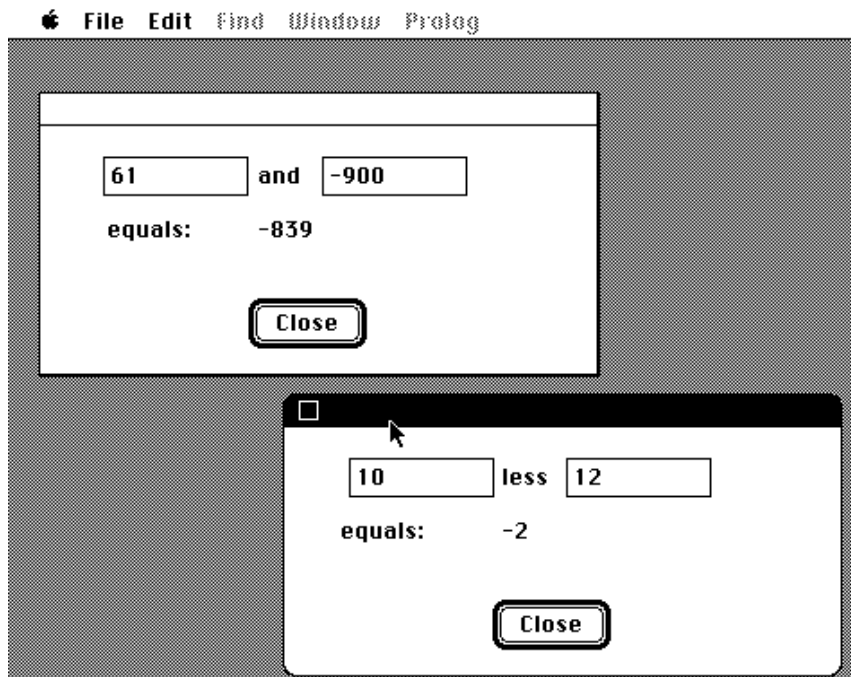 File Edit Find Window Prolog
61 and -900
equals: -839
Close
10 less 12
equals: -2
Close